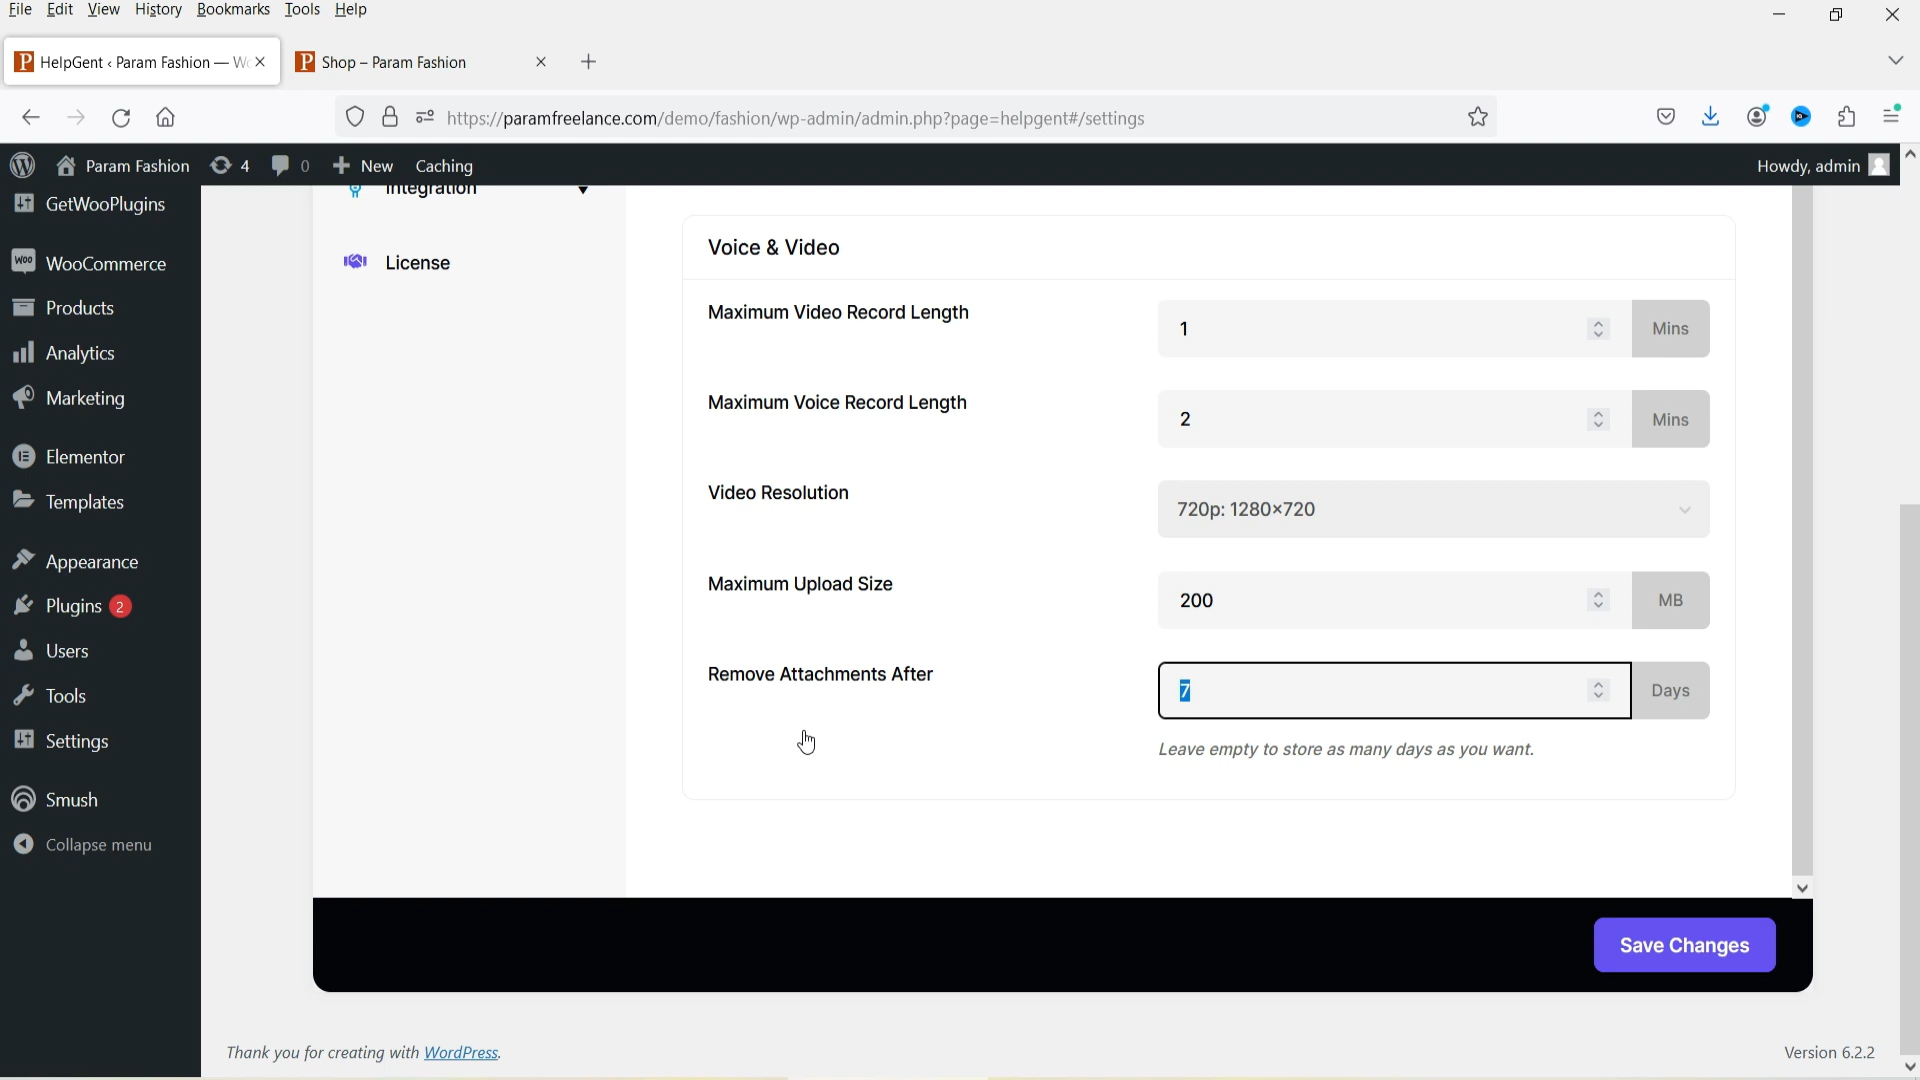 File Edit View History Bookmarks Tools Help
HelpGent ‹ Param Fashion — Wo
Shop – Param Fashion
https://paramfreelance.com/demo/fashion/wp-admin/admin.php?page=helpgent#/settings
Param Fashion 4 0 New Caching
Howdy, admin
GetWooPlugins
WooCommerce
Products
Analytics
Marketing
Elementor
Templates
Appearance
Plugins 2
Users
Tools
Settings
Smush
Collapse menu
Integration
License
Voice & Video
Maximum Video Record Length
1 Mins
Maximum Voice Record Length
2 Mins
Video Resolution
720p: 1280×720
Maximum Upload Size
200 MB
Remove Attachments After
7 Days
Leave empty to store as many days as you want.
Save Changes
Thank you for creating with WordPress.
Version 6.2.2